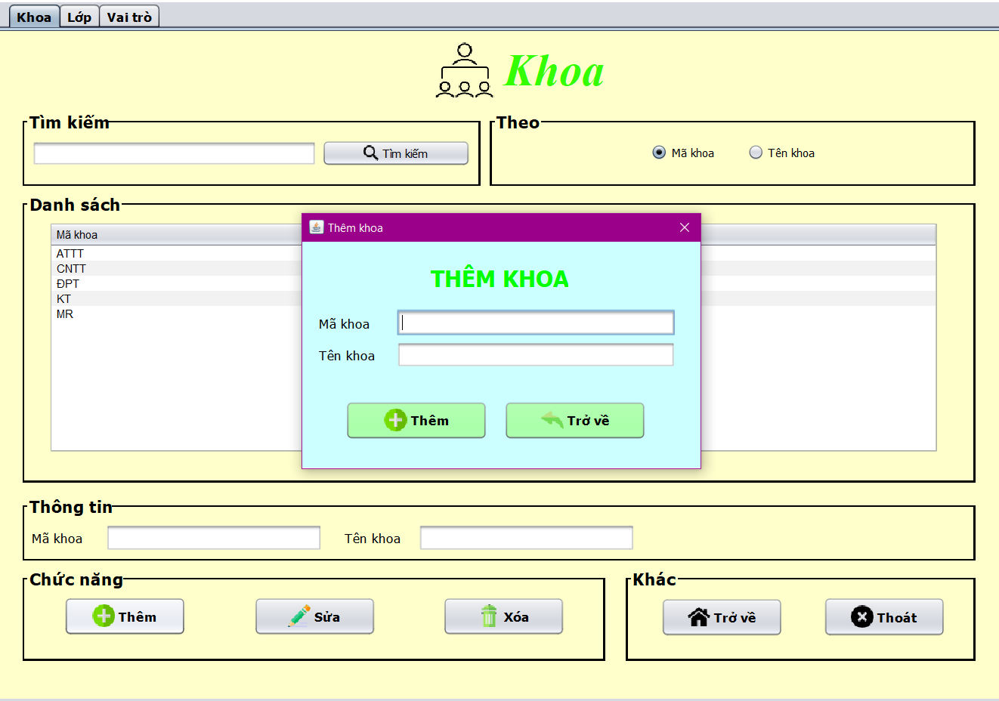 Khoa Lớp Vai trò
Khoa
Tìm kiếm
Tìm kiếm
Theo
Mã khoa Tên khoa
Danh sách
Mã khoa
ATTT
CNTT
ĐPT
KT
MR
Thêm khoa
THÊM KHOA
Mã khoa
Tên khoa
Thêm Trở về
Thông tin
Mã khoa Tên khoa
Chức năng
Thêm Sửa Xóa
Khác
Trở về Thoát